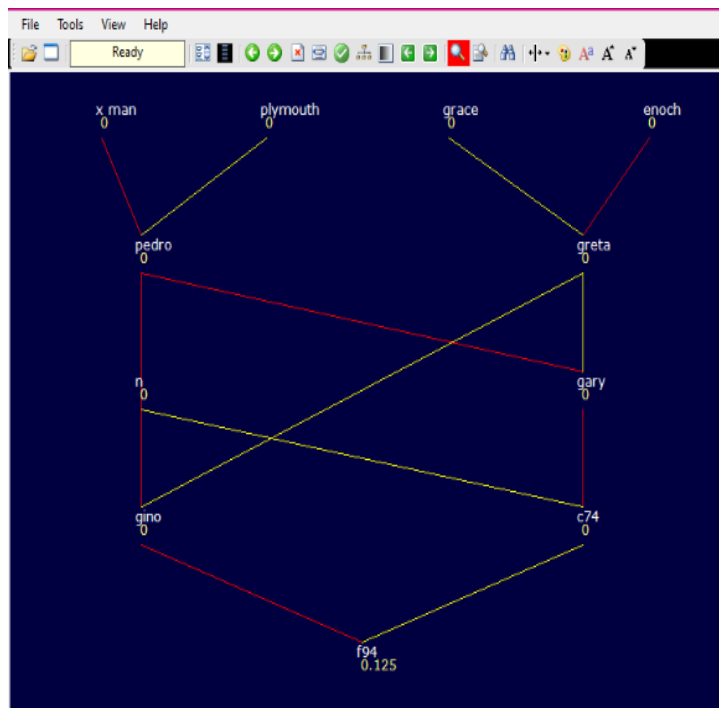 File Tools View Help
Ready
x man plymouth grace enoch
0 0 0 0
pedro greta
0 0
n gary
0 0
gino c74
0 0
f94
0.125